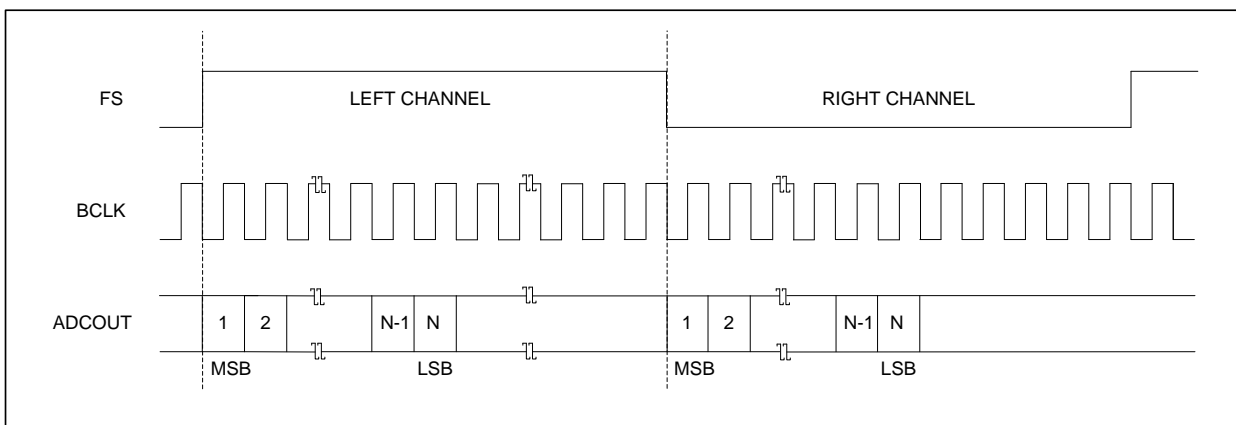 FS
LEFT CHANNEL
RIGHT CHANNEL
BCLK
ADCOUT
1 2 N-1 N 1 2 N-1 N
MSB LSB MSB LSB